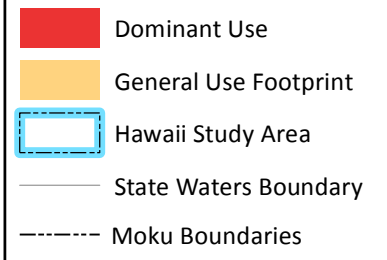 Dominant Use
General Use Footprint
Hawaii Study Area
State Waters Boundary
Moku Boundaries